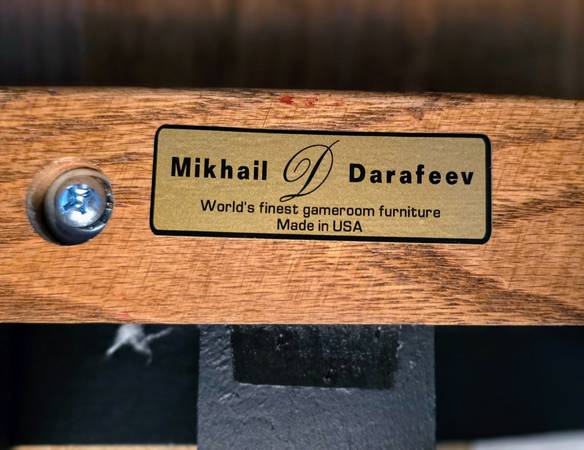 Mikhail D Darafeev
World's finest gameroom furniture
Made in USA